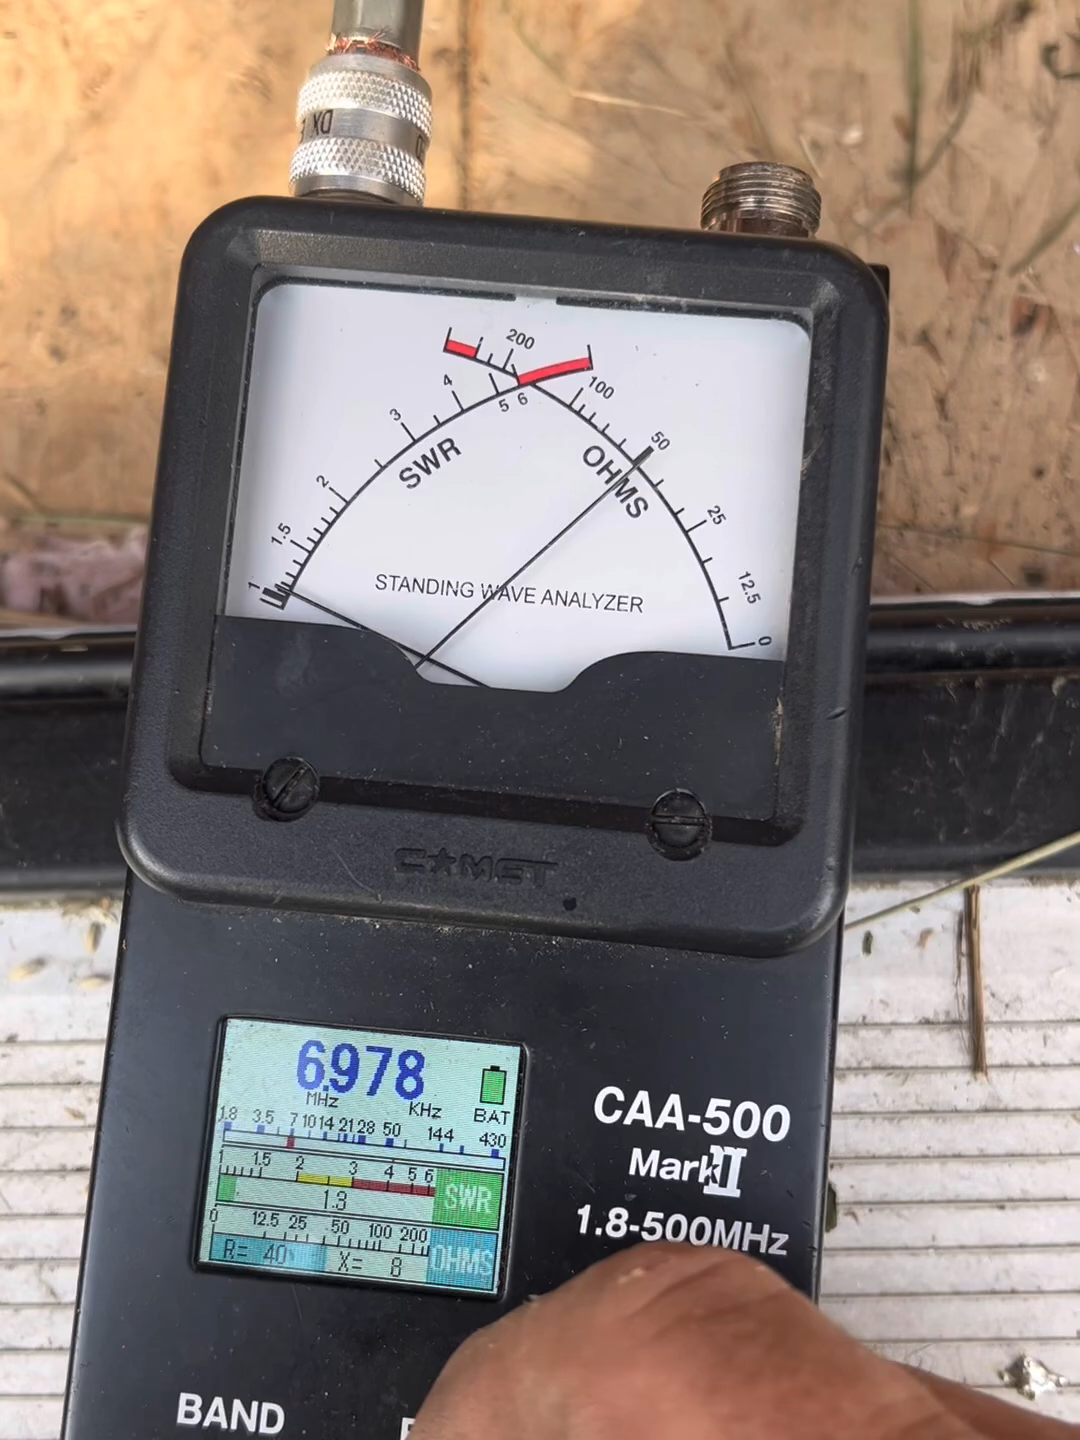 DX E
200
4
100
5 6
3
50
SWR
OHMS
2
25
1.5
1
12.5
STANDING WAVE ANALYZER
0
COMET
6.978
MHz KHz BAT
1.8 3.5 7 10 14 21 28 50 144 430
1 1.5 2 3 4 5 6
SWR
1.3
0 12.5 25 50 100 200
R= 40 X= 8 OHMS
CAA-500
Mark II
1.8-500MHz
BAND